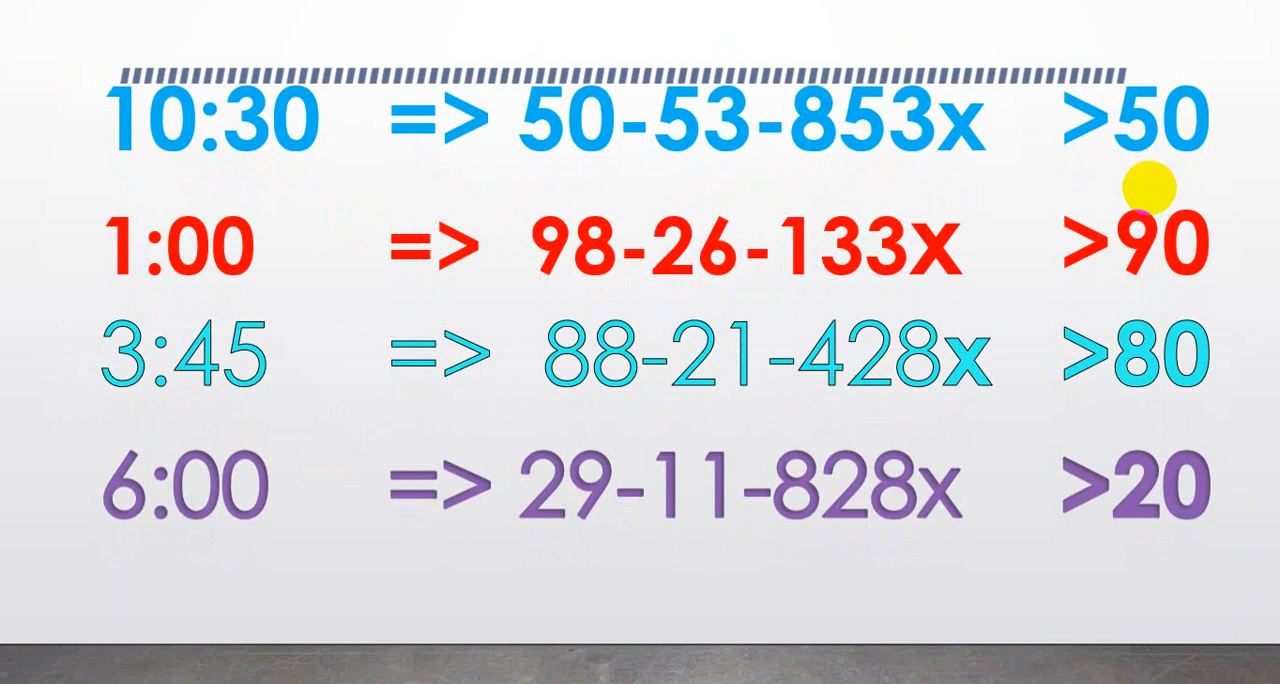 10:30 => 50-53-853x >50
1:00 => 98-26-133x >90
3:45 => 88-21-428x >80
6:00 => 29-11-828x >20